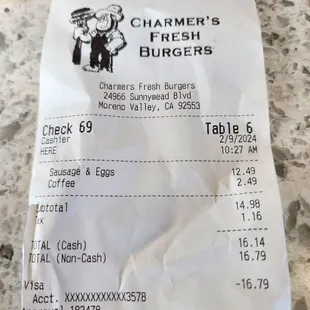 CHARMER'S
FRESH
BURGERS
Charmers Fresh Burgers
24966 Sunnymead Blvd
Moreno Valley, CA 92553
Check 69 Table 6
Cashier 2/9/2024
HERE 10:27 AM
Sausage & Eggs 12.49
Coffee 2.49
Subtotal 14.98
Tax 1.16
TOTAL (Cash) 16.14
TOTAL (Non-Cash) 16.79
Visa -16.79
Acct. XXXXXXXXXXXX3578